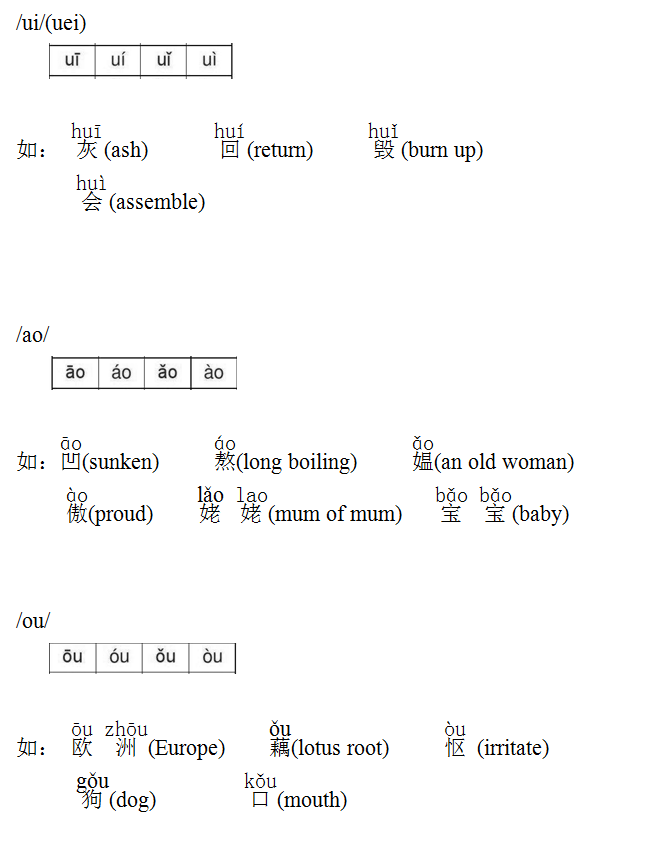 /ui/(uei)
uī uí uǐ uì
huī huí huǐ
如： 灰 (ash) 回 (return) 毁 (burn up)
huì
会 (assemble)
/ao/
āo áo ǎo ào
āo áo ǎo
如： 凹(sunken) 熬(long boiling) 媪(an old woman)
ào lǎo lao bǎo bǎo
傲(proud) 姥 姥 (mum of mum) 宝 宝 (baby)
/ou/
ōu óu ǒu òu
ōu zhōu ǒu òu
如： 欧 洲 (Europe) 藕(lotus root) 怄 (irritate)
gǒu kǒu
狗 (dog) 口 (mouth)